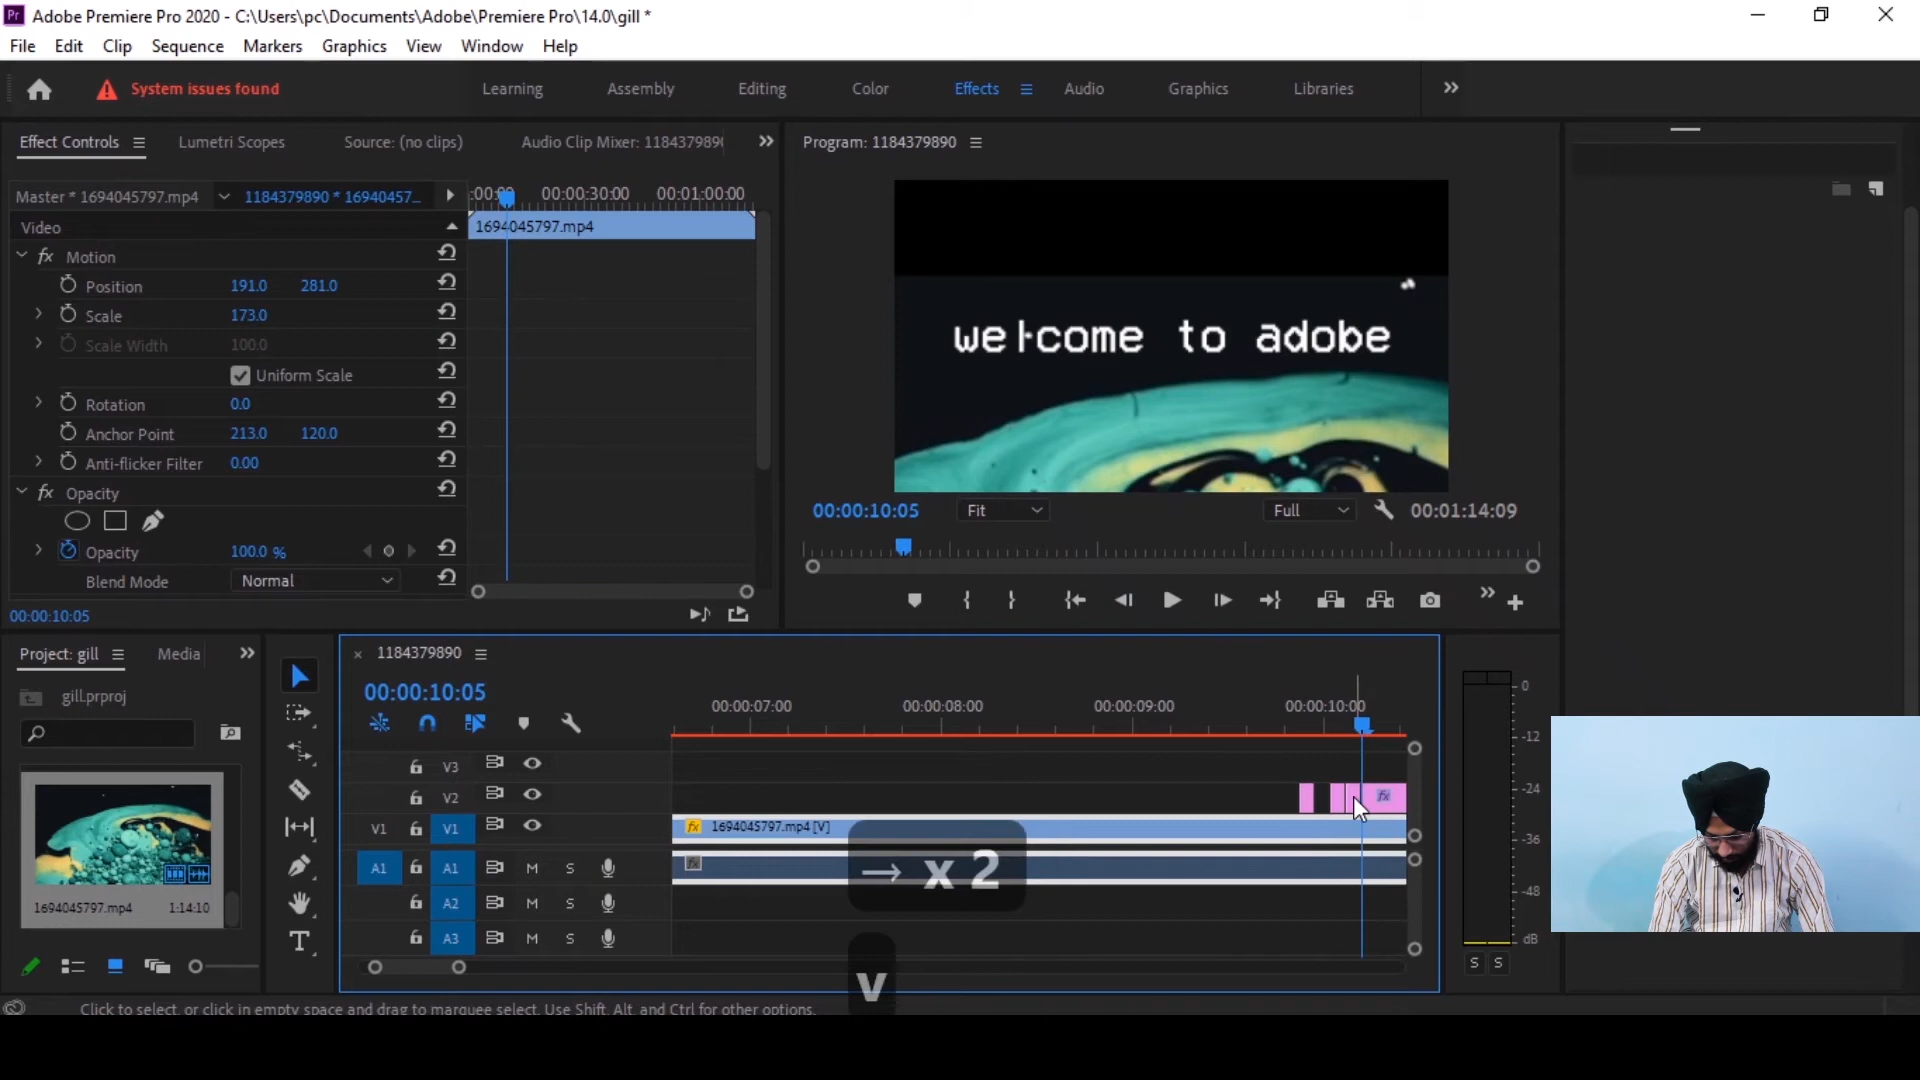 Adobe Premiere Pro 2020 - C:\Users\pc\Documents\Adobe\Premiere Pro\14.0\gill *
File Edit Clip Sequence Markers Graphics View Window Help
System issues found
Learning Assembly Editing Color Effects Audio Graphics Libraries
Effect Controls Lumetri Scopes Source: (no clips) Audio Clip Mixer: 118437989
Program: 1184379890
Master * 1694045797.mp4 1184379890 * 16940457...
:00:00 00:00:30:00 00:01:00:00
Video
1694045797.mp4
fx Motion
Position 191.0 281.0
Scale 173.0
Scale Width 100.0
Uniform Scale
Rotation 0.0
Anchor Point 213.0 120.0
Anti-flicker Filter 0.00
fx Opacity
Opacity 100.0 %
Blend Mode Normal
00:00:10:05
welcome to adobe
00:00:10:05 Fit Full 00:01:14:09
Project: gill Media
gill.prproj
1694045797.mp4 1:14:10
1184379890
00:00:10:05
00:00:07:00 00:00:08:00 00:00:09:00 00:00:10:00
V3
V2 fx
V1 V1 fx 1694045797.mp4 [V]
A1 A1 M S fx
A2 M S
A3 M S
→ x 2
v
0
-12
-24
-36
-48
dB
S S
Click to select, or click in empty space and drag to marquee select. Use Shift, Alt, and Ctrl for other options.